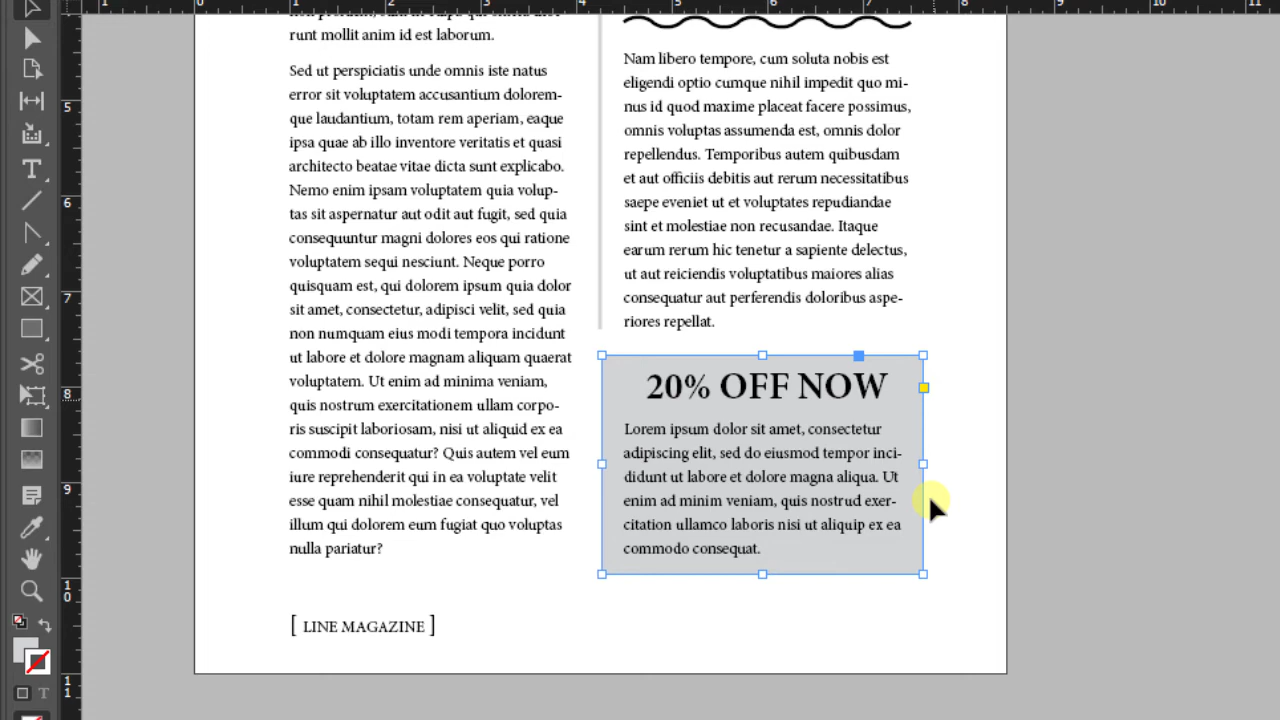 runt mollit anim id est laborum.
Sed ut perspiciatis unde omnis iste natus
error sit voluptatem accusantium dolorem-
que laudantium, totam rem aperiam, eaque
ipsa quae ab illo inventore veritatis et quasi
architecto beatae vitae dicta sunt explicabo.
Nemo enim ipsam voluptatem quia volup-
tas sit aspernatur aut odit aut fugit, sed quia
consequuntur magni dolores eos qui ratione
voluptatem sequi nesciunt. Neque porro
quisquam est, qui dolorem ipsum quia dolor
sit amet, consectetur, adipisci velit, sed quia
non numquam eius modi tempora incidunt
ut labore et dolore magnam aliquam quaerat
voluptatem. Ut enim ad minima veniam,
quis nostrum exercitationem ullam corpo-
ris suscipit laboriosam, nisi ut aliquid ex ea
commodi consequatur? Quis autem vel eum
iure reprehenderit qui in ea voluptate velit
esse quam nihil molestiae consequatur, vel
illum qui dolorem eum fugiat quo voluptas
nulla pariatur?
[ LINE MAGAZINE ]
Nam libero tempore, cum soluta nobis est
eligendi optio cumque nihil impedit quo mi-
nus id quod maxime placeat facere possimus,
omnis voluptas assumenda est, omnis dolor
repellendus. Temporibus autem quibusdam
et aut officiis debitis aut rerum necessitatibus
saepe eveniet ut et voluptates repudiandae
sint et molestiae non recusandae. Itaque
earum rerum hic tenetur a sapiente delectus,
ut aut reiciendis voluptatibus maiores alias
consequatur aut perferendis doloribus aspe-
riores repellat.
20% OFF NOW
Lorem ipsum dolor sit amet, consectetur
adipiscing elit, sed do eiusmod tempor inci-
didunt ut labore et dolore magna aliqua. Ut
enim ad minim veniam, quis nostrud exer-
citation ullamco laboris nisi ut aliquip ex ea
commodo consequat.
5
6
7
8
9
10
11